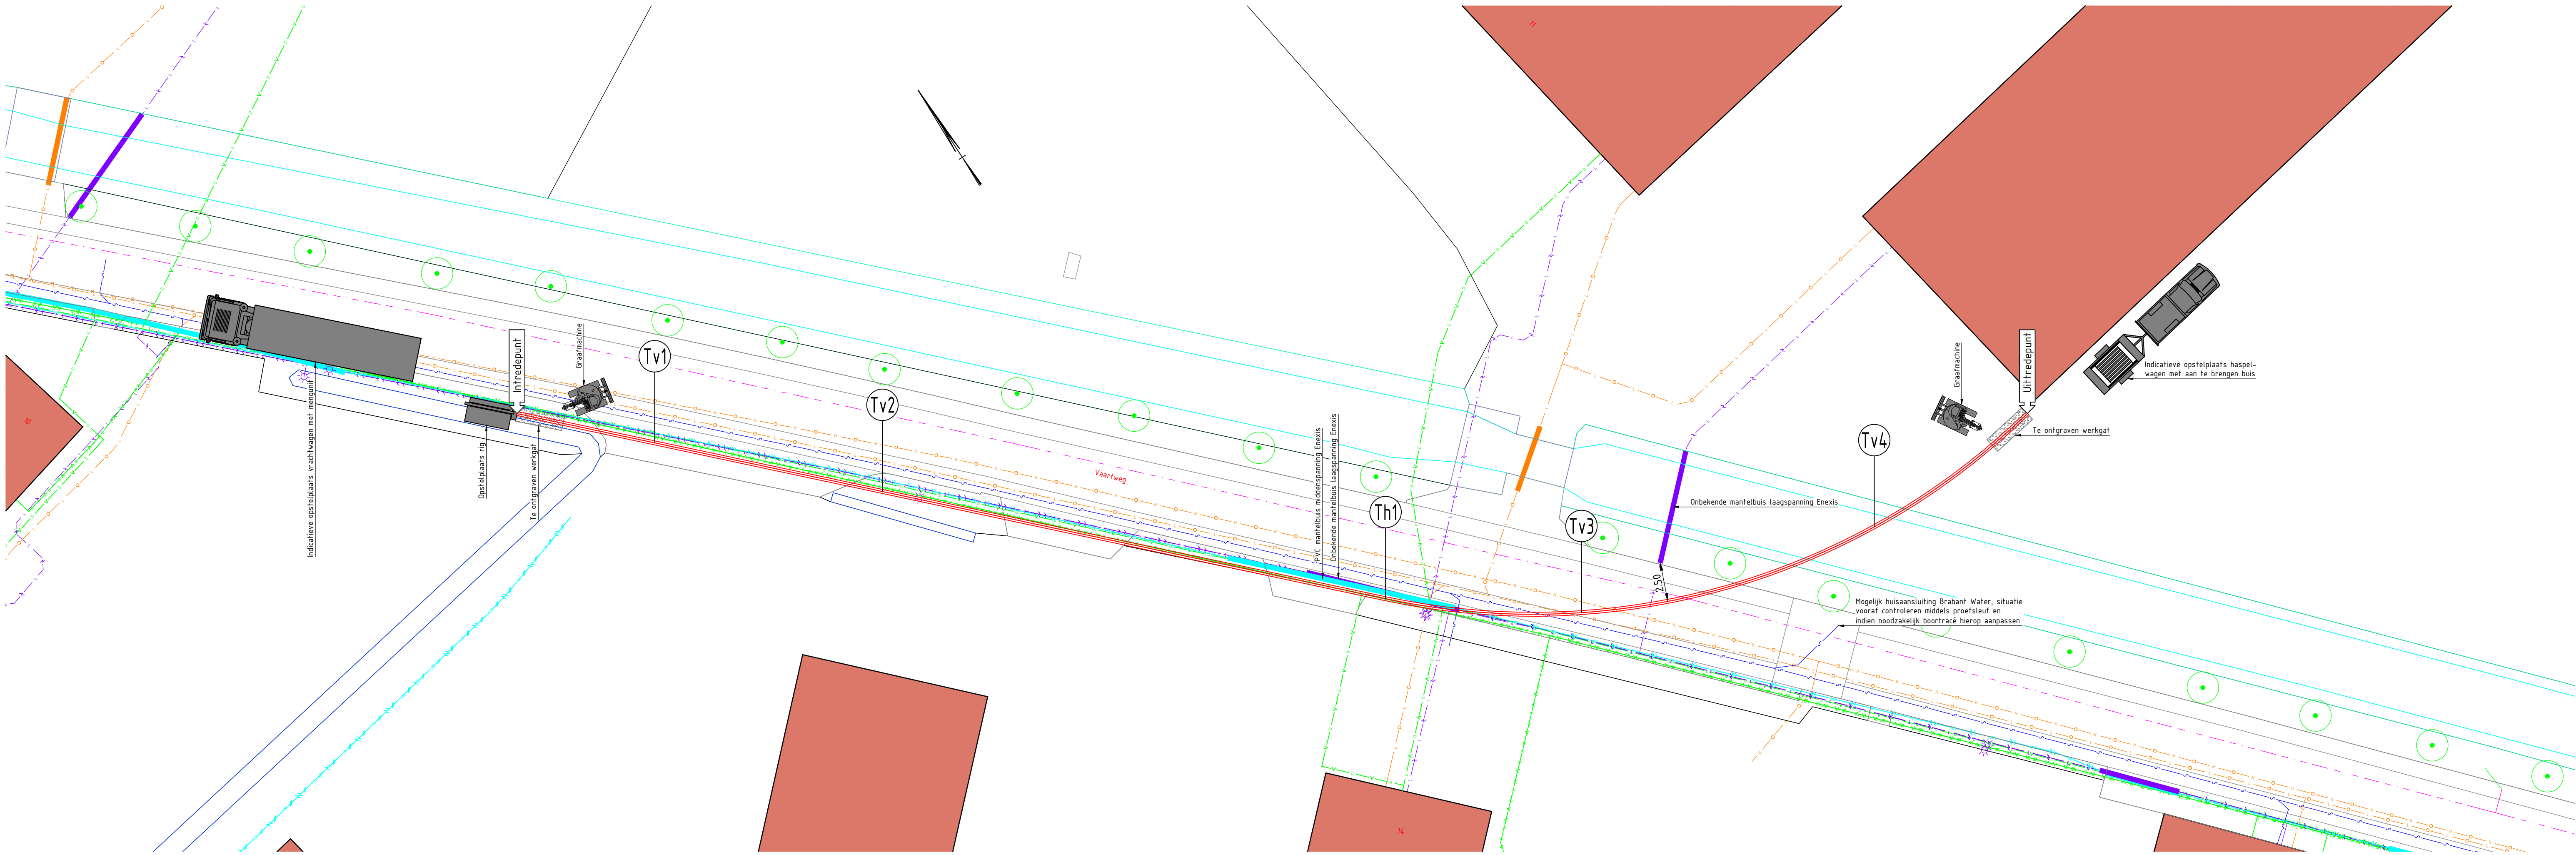 Indicatieve opstelplaats vrachtwagen mwet mengunit
Opstelplaats rig
Intredepunt
Te ontgraven werkgat
Graafmachine
Tv1
Tv2
Vaartweg
PVC mantelbuis middenspanning Enexis
Onbekende mantelbuis laagspanning Enexis
Th1
Tv3
2.50
Onbekende mantelbuis laagspanning Enexis
Tv4
Mogelijk huisaansluiting Brabant Water, situatie
vooraf controleren middels proefsleuf en
indien noodzakelijk boortracé hierop aanpassen
Graafmachine
Uittredepunt
Te ontgraven werkgat
Indicatieve opstelplaats haspel-
wagen met aan te brengen buis